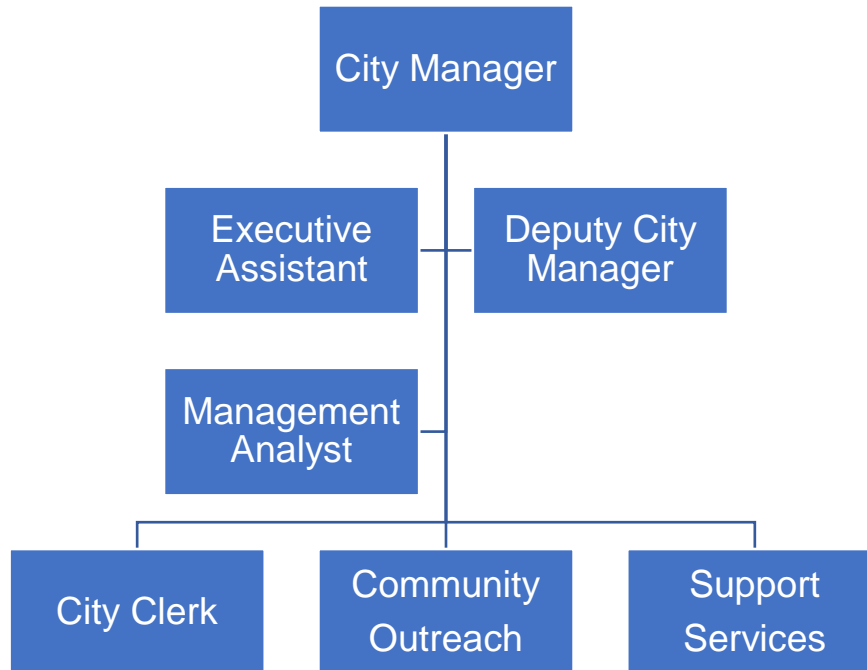 City Manager
Executive
Assistant
Deputy City
Manager
Management
Analyst
City Clerk
Community
Outreach
Support
Services